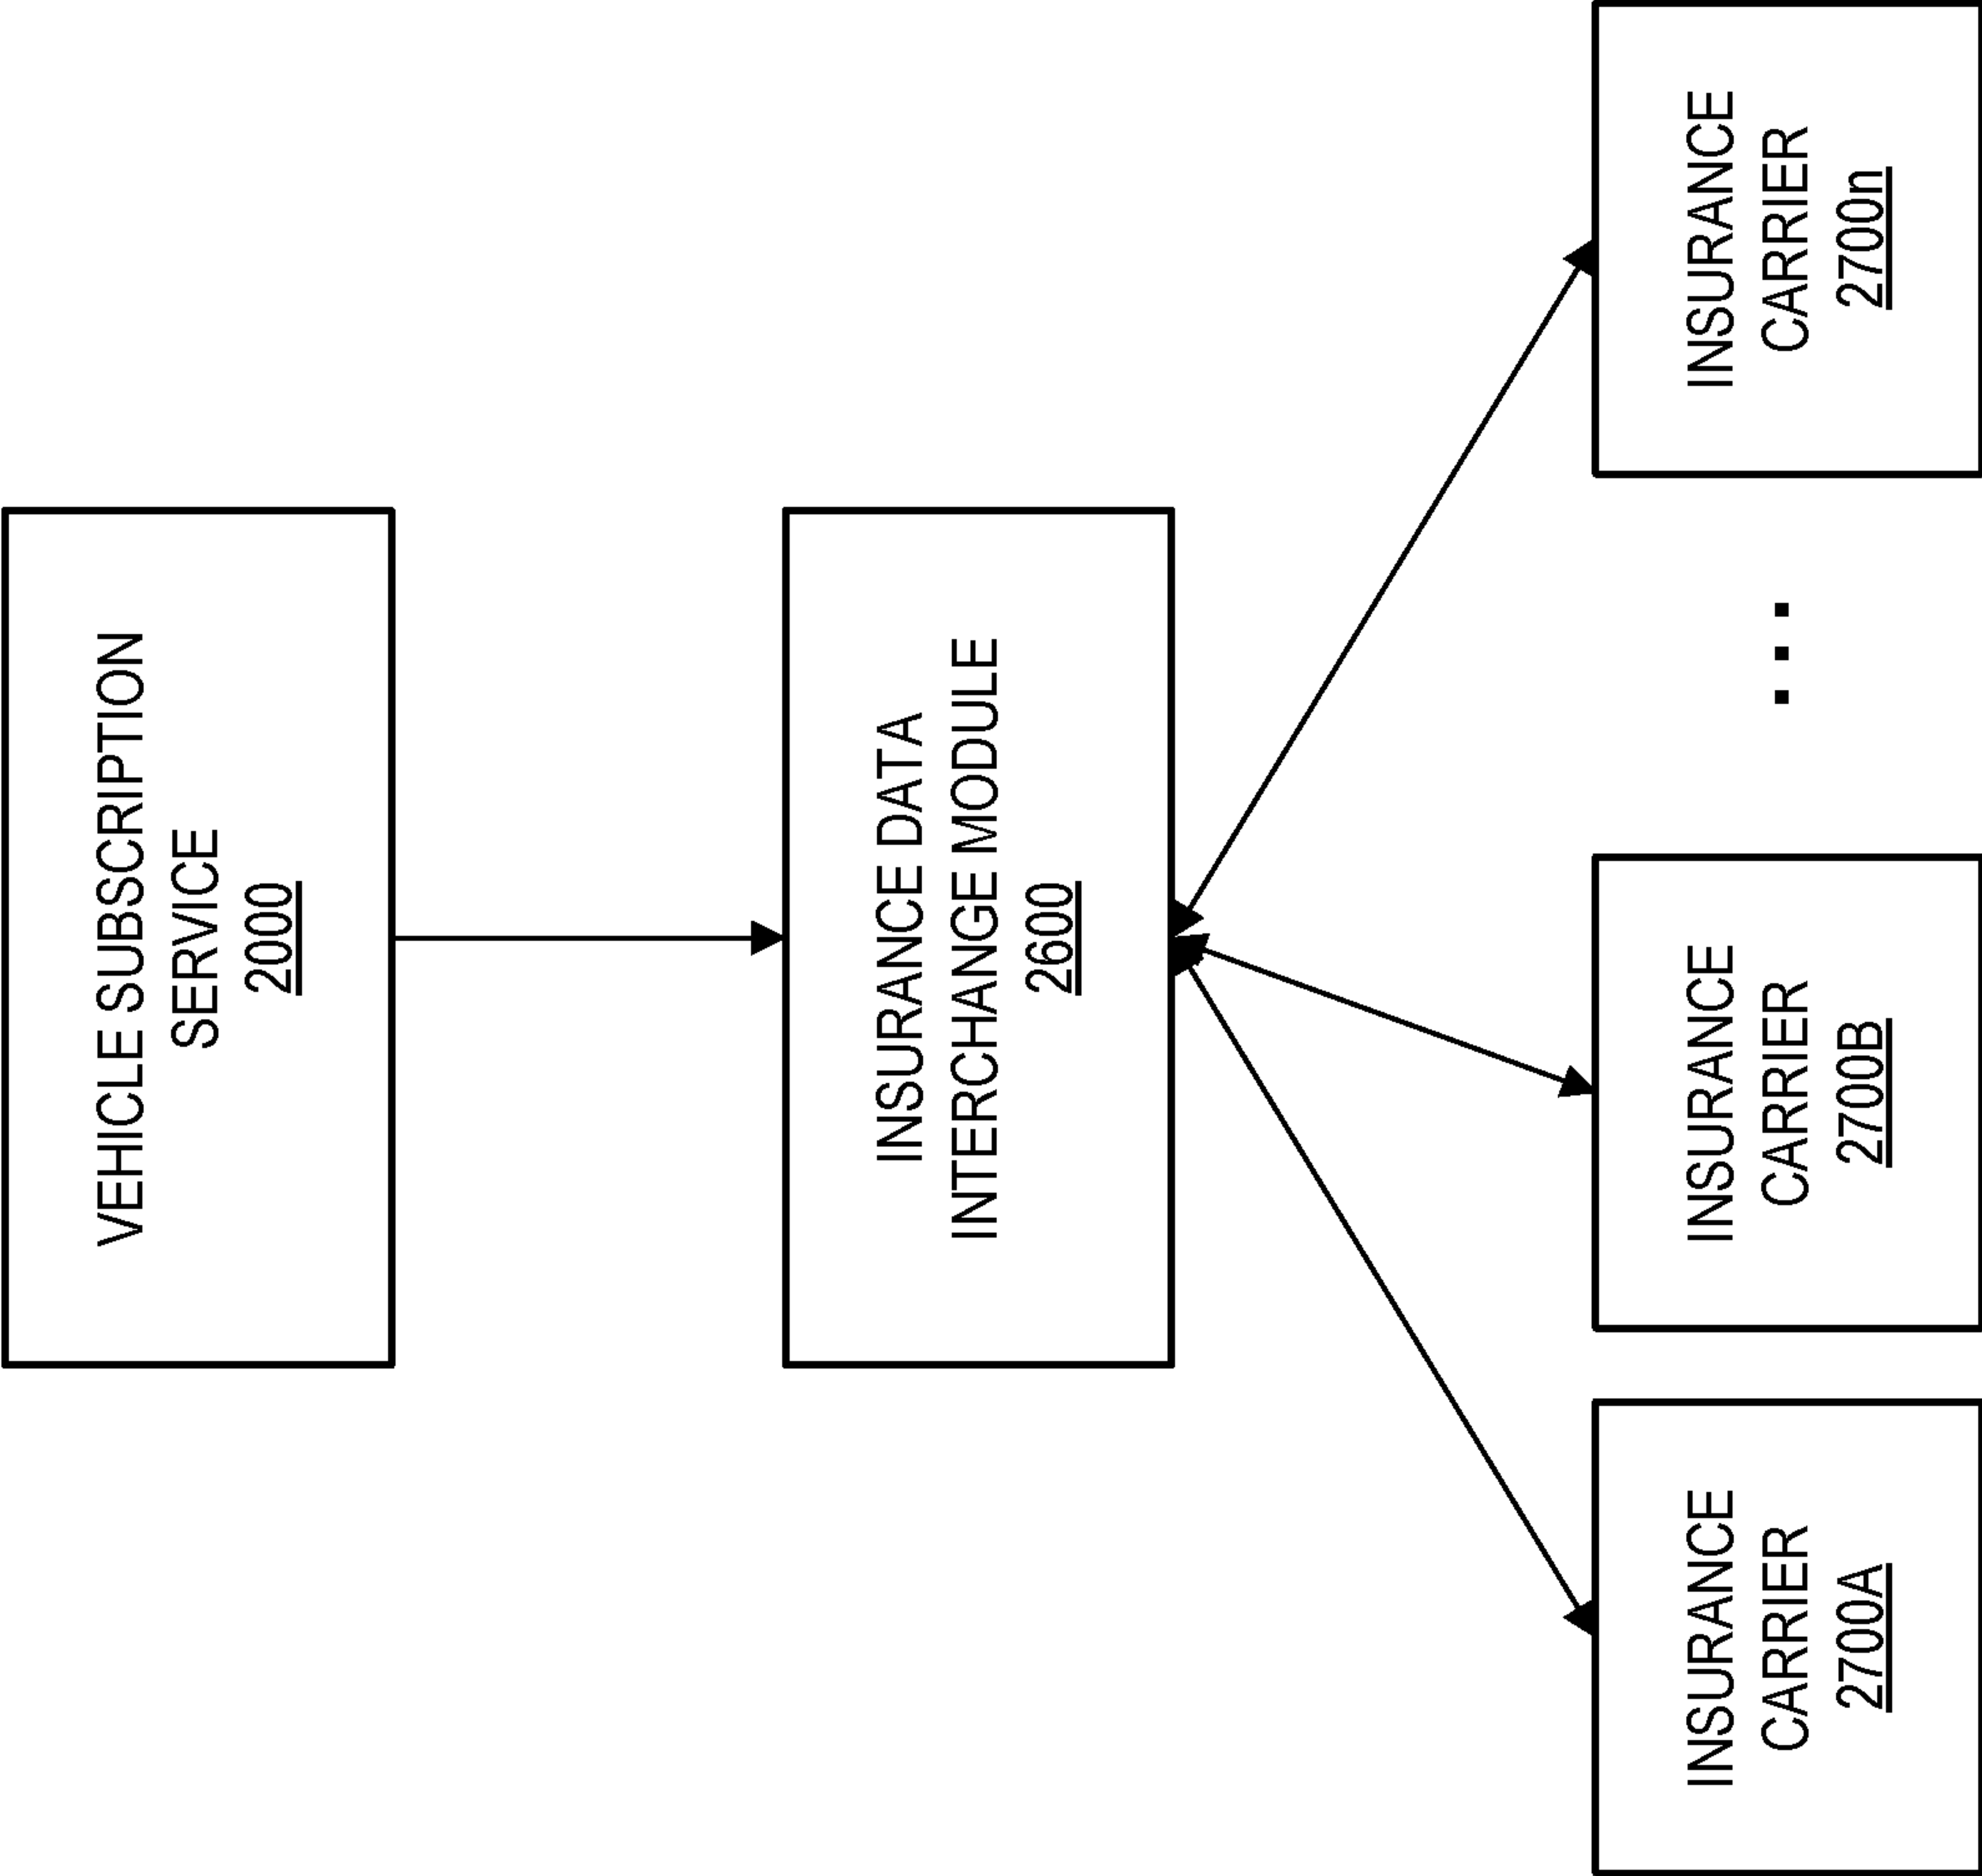 VEHICLE SUBSCRIPTION
SERVICE
2000
INSURANCE DATA
INTERCHANGE MODULE
2600
INSURANCE
CARRIER
2700A
INSURANCE
CARRIER
2700B
. . .
INSURANCE
CARRIER
2700n